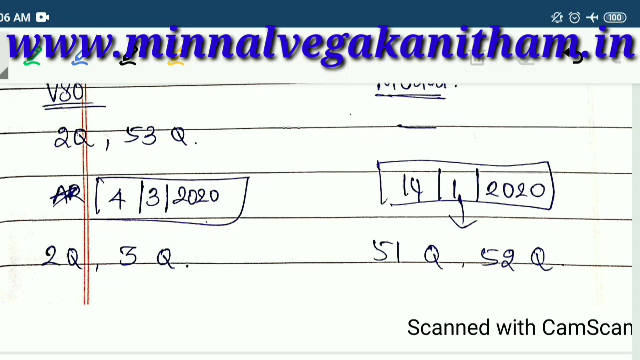 06 AM 100
www.minnalvegakanitham.in
V80
2Q, 53 Q.
4|3|2020
14|1|2020
2Q, 3 Q.
51 Q, 52 Q.
Scanned with CamScan